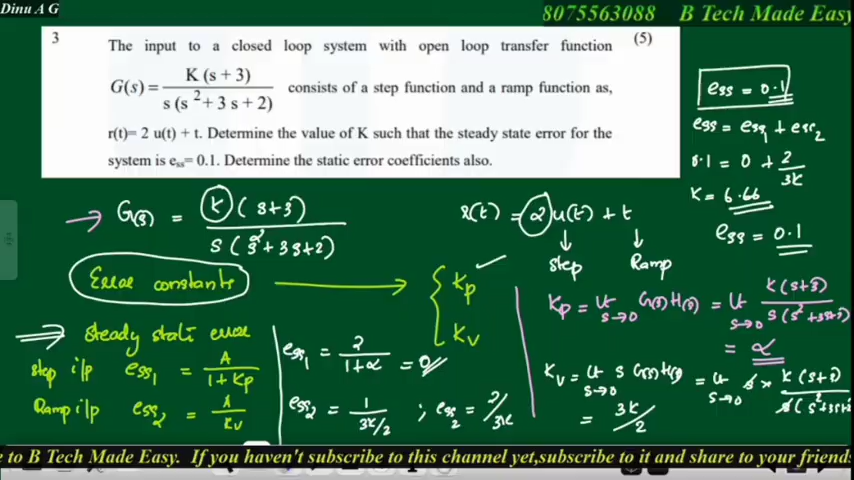 Dinu A G
8075563088 B Tech Made Easy
3 The input to a closed loop system with open loop transfer function (5)
G(s) = K (s + 3) / s (s² + 3 s + 2) consists of a step function and a ramp function as,
r(t)= 2 u(t) + t. Determine the value of K such that the steady state error for the
system is ess= 0.1. Determine the static error coefficients also.
ess = 0.1
ess = ess1 + ess2
0.1 = 0 + 2/3K
K = 6.66
ess = 0.1
G(s) = K (s+3) / s (s² + 3s+2)
r(t) = 2 u(t) + t
↓ ↓
Step Ramp
Error constants → { Kp
Kv
⇒ Steady state error
Step i/p ess1 = A / 1+Kp
Ramp i/p ess2 = A / Kv
ess1 = 2 / 1+∝ = 0
ess2 = 1 / 3K/2 ; ess2 = 2/3K
Kp = Lt s→0 G(s)H(s) = Lt s→0 K(s+3) / s(s²+3s+2)
= ∝
Kv = Lt s→0 s G(s)H(s) = Lt s→0 s × K(s+3) / s(s²+3s+2)
= 3K/2
e to B Tech Made Easy. If you haven't subscribe to this channel yet,subscribe to it and share to your friends